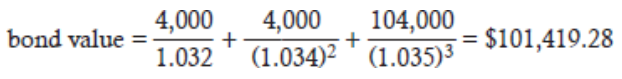 bond value = 4,000/1.032 + 4,000/(1.034)² + 104,000/(1.035)³ = $101,419.28